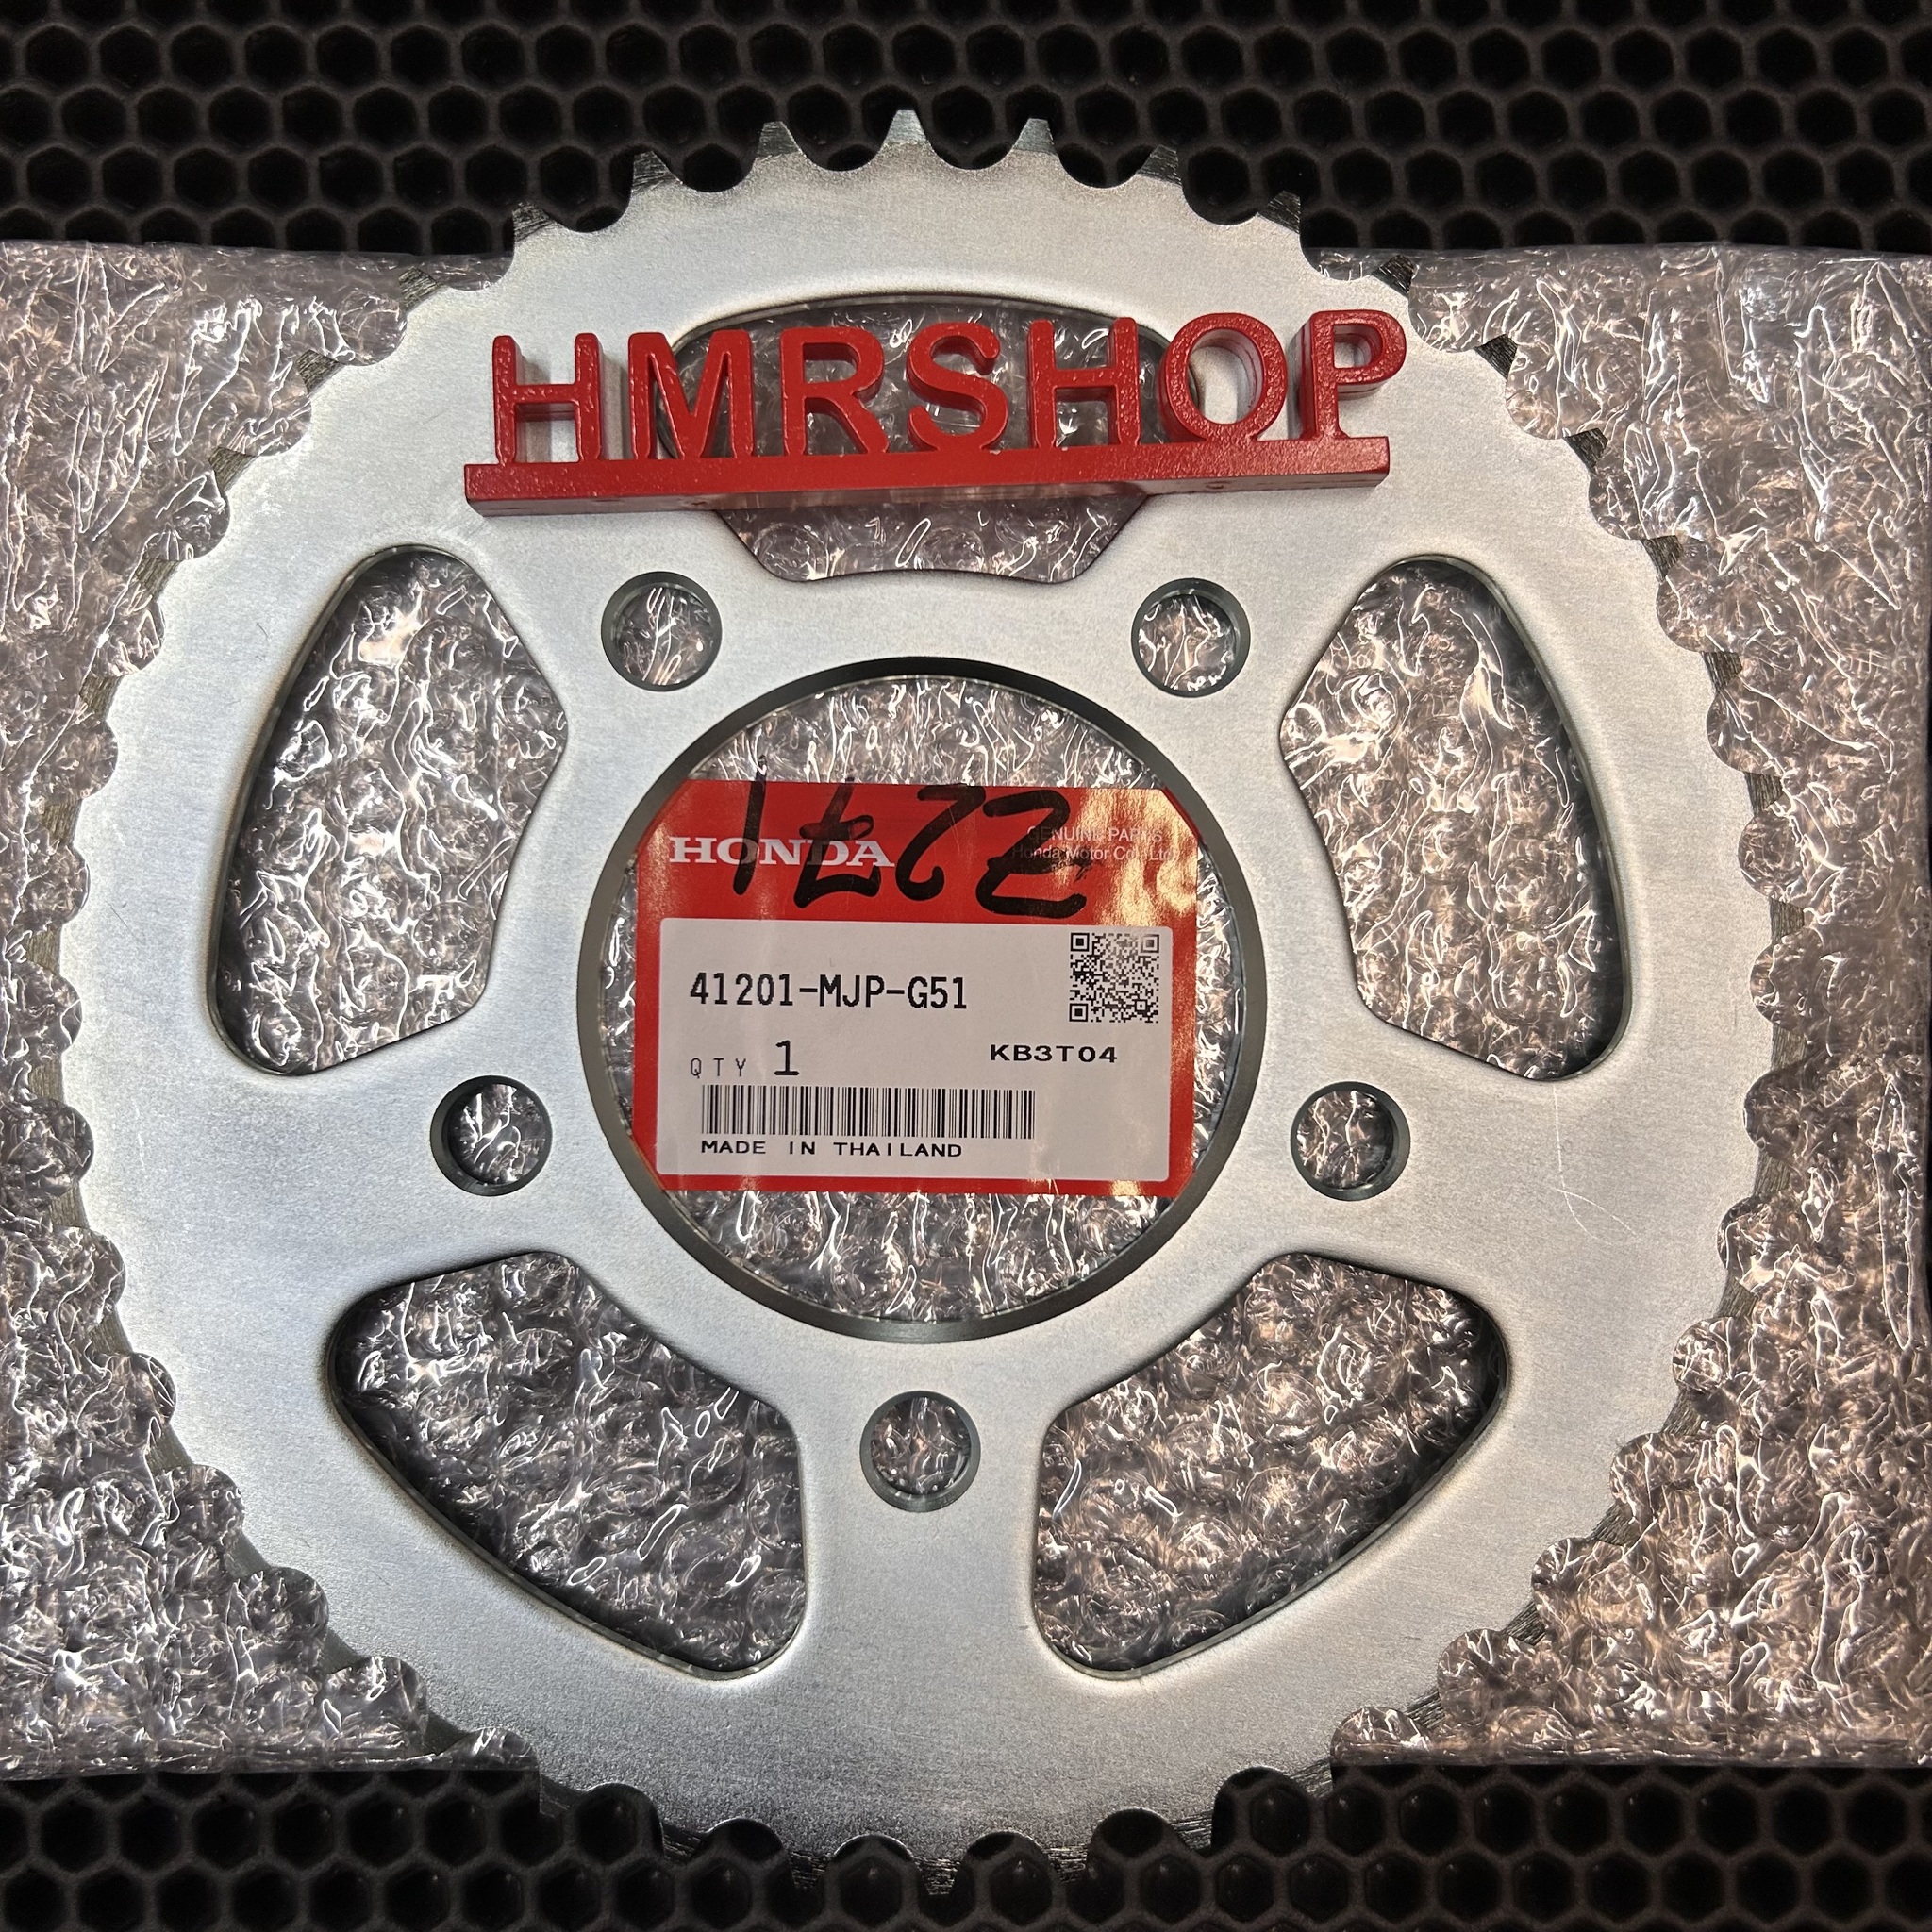 HMRSHOP
HONDA
GENUINE PARTS
Honda Motor Co., Ltd.
41201-MJP-G51
QTY 1
KB3T04
MADE IN THAILAND